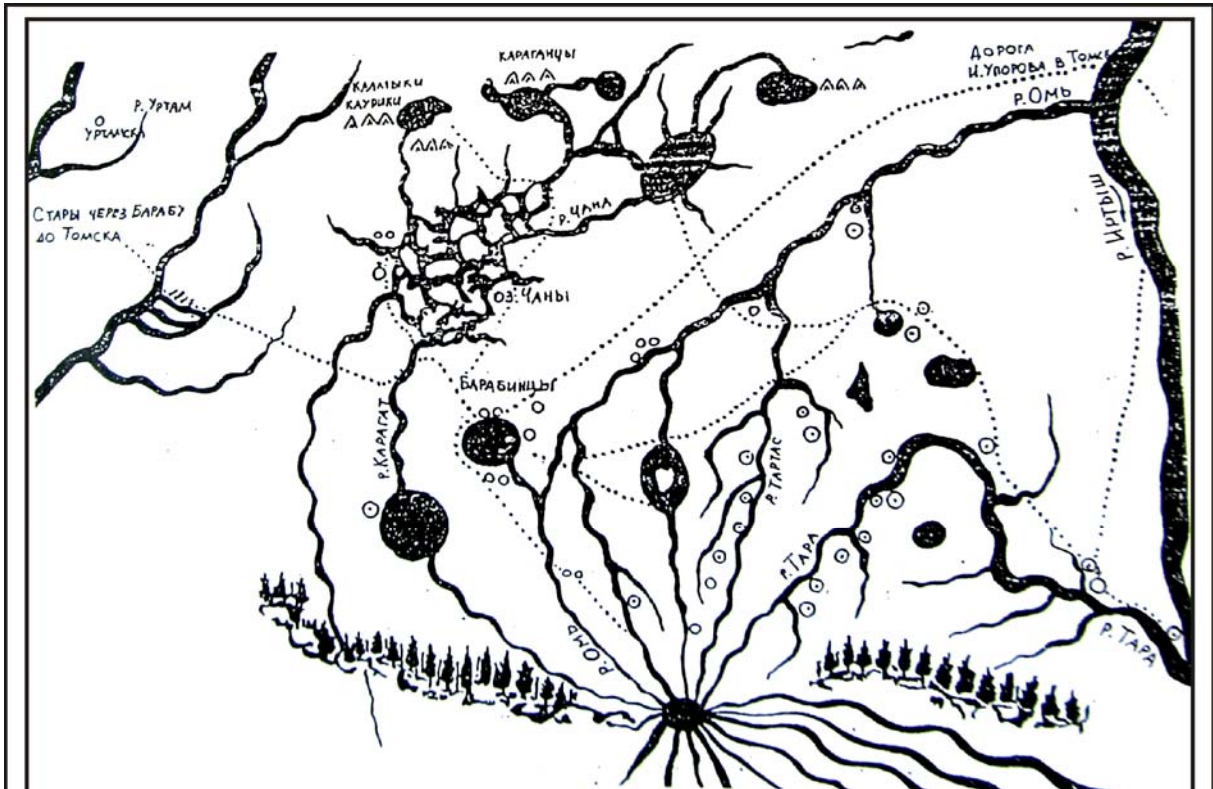 КАРАГАНЦЫ
ДОРОГА
И. УПОРОВА В ТОМСК
КАЛМЫКИ
КАУРИКИ
Р. УРТАМ
Р. ОМЬ
Р. ИРТЫШ
СТАРЫ ЧЕРЕЗ БАРАБУ
ДО ТОМСКА
Р. ЧАНА
ОЗ. ЧАНЫ
БАРАБИНЦЫ
Р. КАРАГАТ
Р. ТАРТАС
Р. ТАРА
Р. ОМЬ
Р. ТАРА